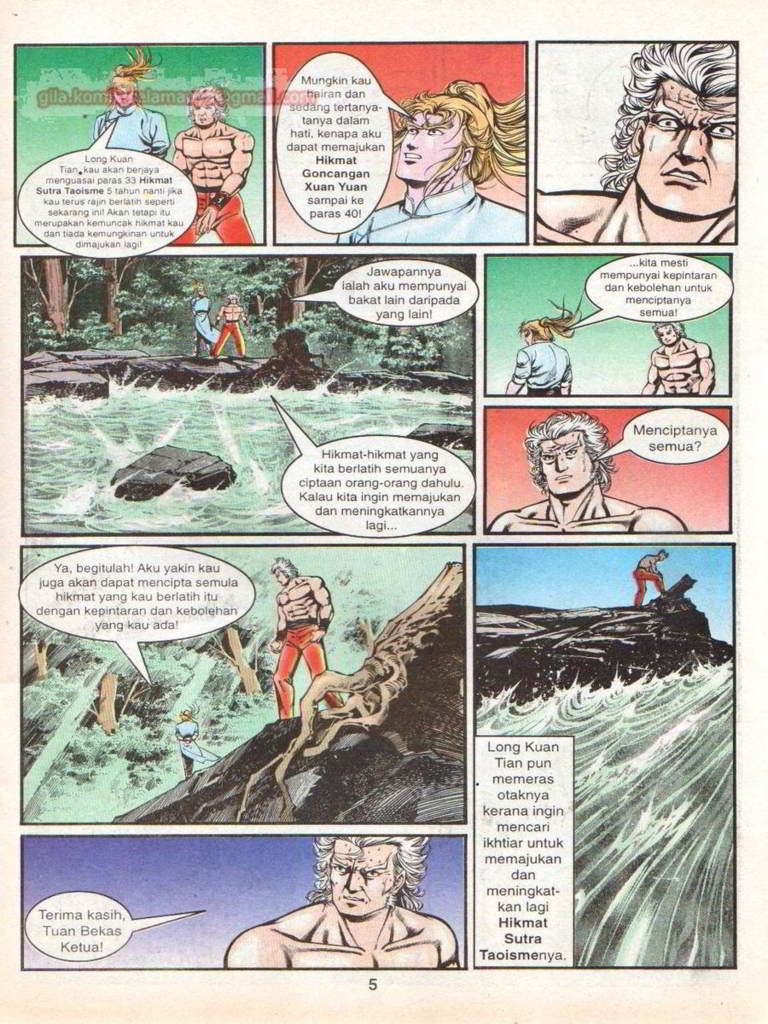 Long Kuan
Tian, kau akan berjaya
menguasai paras 33 Hikmat
Sutra Taoisme 5 tahun nanti jika
kau terus rajin berlatih seperti
sekarang ini! Akan tetapi itu
merupakan kemuncak hikmat kau
dan tiada kemungkinan untuk
dimajukan lagi!
Mungkin kau
hairan dan
sedang tertanya-
tanya dalam
hati, kenapa aku
dapat memajukan
Hikmat
Goncangan
Xuan Yuan
sampai ke
paras 40!
Jawapannya
ialah aku mempunyai
bakat lain daripada
yang lain!
Hikmat-hikmat yang
kita berlatih semuanya
ciptaan orang-orang dahulu.
Kalau kita ingin memajukan
dan meningkatkannya
lagi...
...kita mesti
mempunyai kepintaran
dan kebolehan untuk
menciptanya
semua!
Menciptanya
semua?
Ya, begitulah! Aku yakin kau
juga akan dapat mencipta semula
hikmat yang kau berlatih itu
dengan kepintaran dan kebolehan
yang kau ada!
Long Kuan
Tian pun
memeras
otaknya
kerana ingin
mencari
ikhtiar untuk
memajukan
dan
meningkat-
kan lagi
Hikmat
Sutra
Taoismenya.
Terima kasih,
Tuan Bekas
Ketua!
5